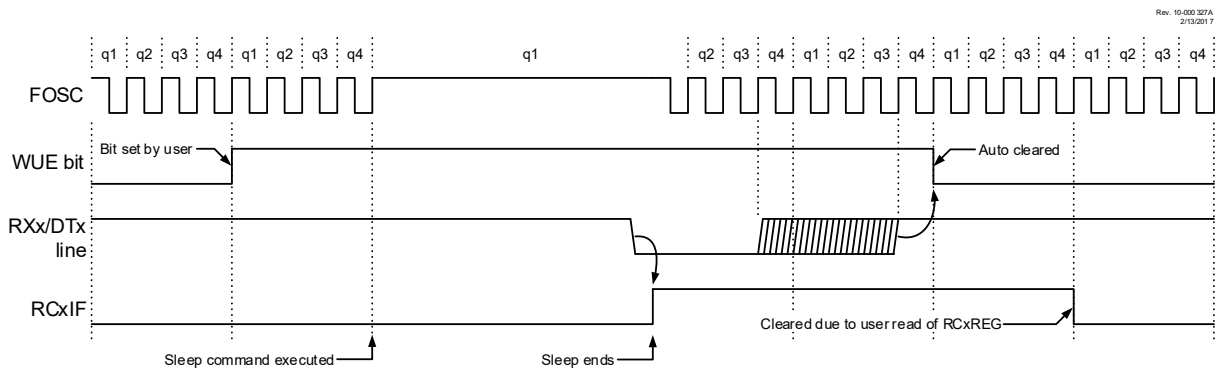 Rev. 10-000 327A
2/13/2017
q1 q2 q3 q4 q1 q2 q3 q4 q1 q2 q3 q4 q1 q2 q3 q4 q1 q2 q3 q4 q1 q2 q3 q4
FOSC
WUE bit
Bit set by user
Auto cleared
RXx/DTx
line
RCxIF
Cleared due to user read of RCxREG
Sleep command executed
Sleep ends